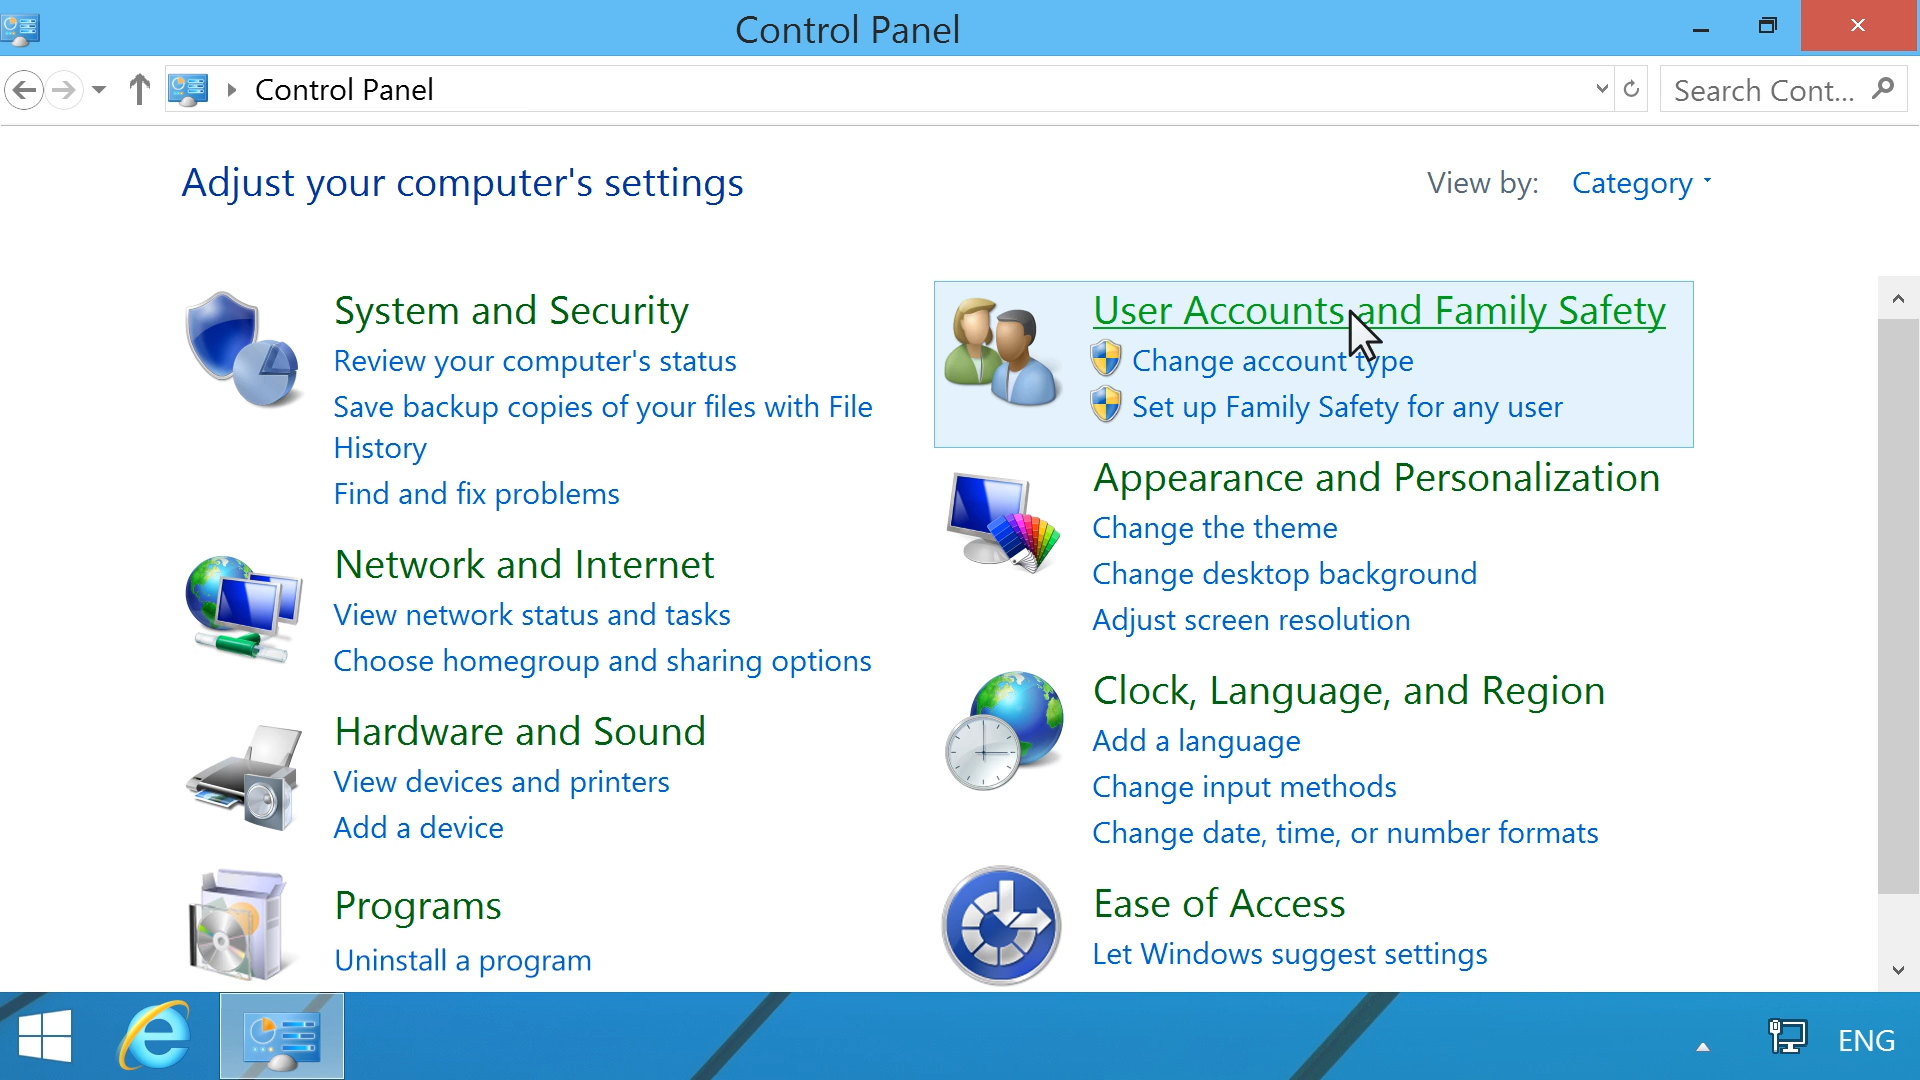 Control Panel
Control Panel
Search Cont...
Adjust your computer's settings
View by: Category
System and Security
Review your computer's status
Save backup copies of your files with File
History
Find and fix problems
Network and Internet
View network status and tasks
Choose homegroup and sharing options
Hardware and Sound
View devices and printers
Add a device
Programs
Uninstall a program
User Accounts and Family Safety
Change account type
Set up Family Safety for any user
Appearance and Personalization
Change the theme
Change desktop background
Adjust screen resolution
Clock, Language, and Region
Add a language
Change input methods
Change date, time, or number formats
Ease of Access
Let Windows suggest settings
ENG